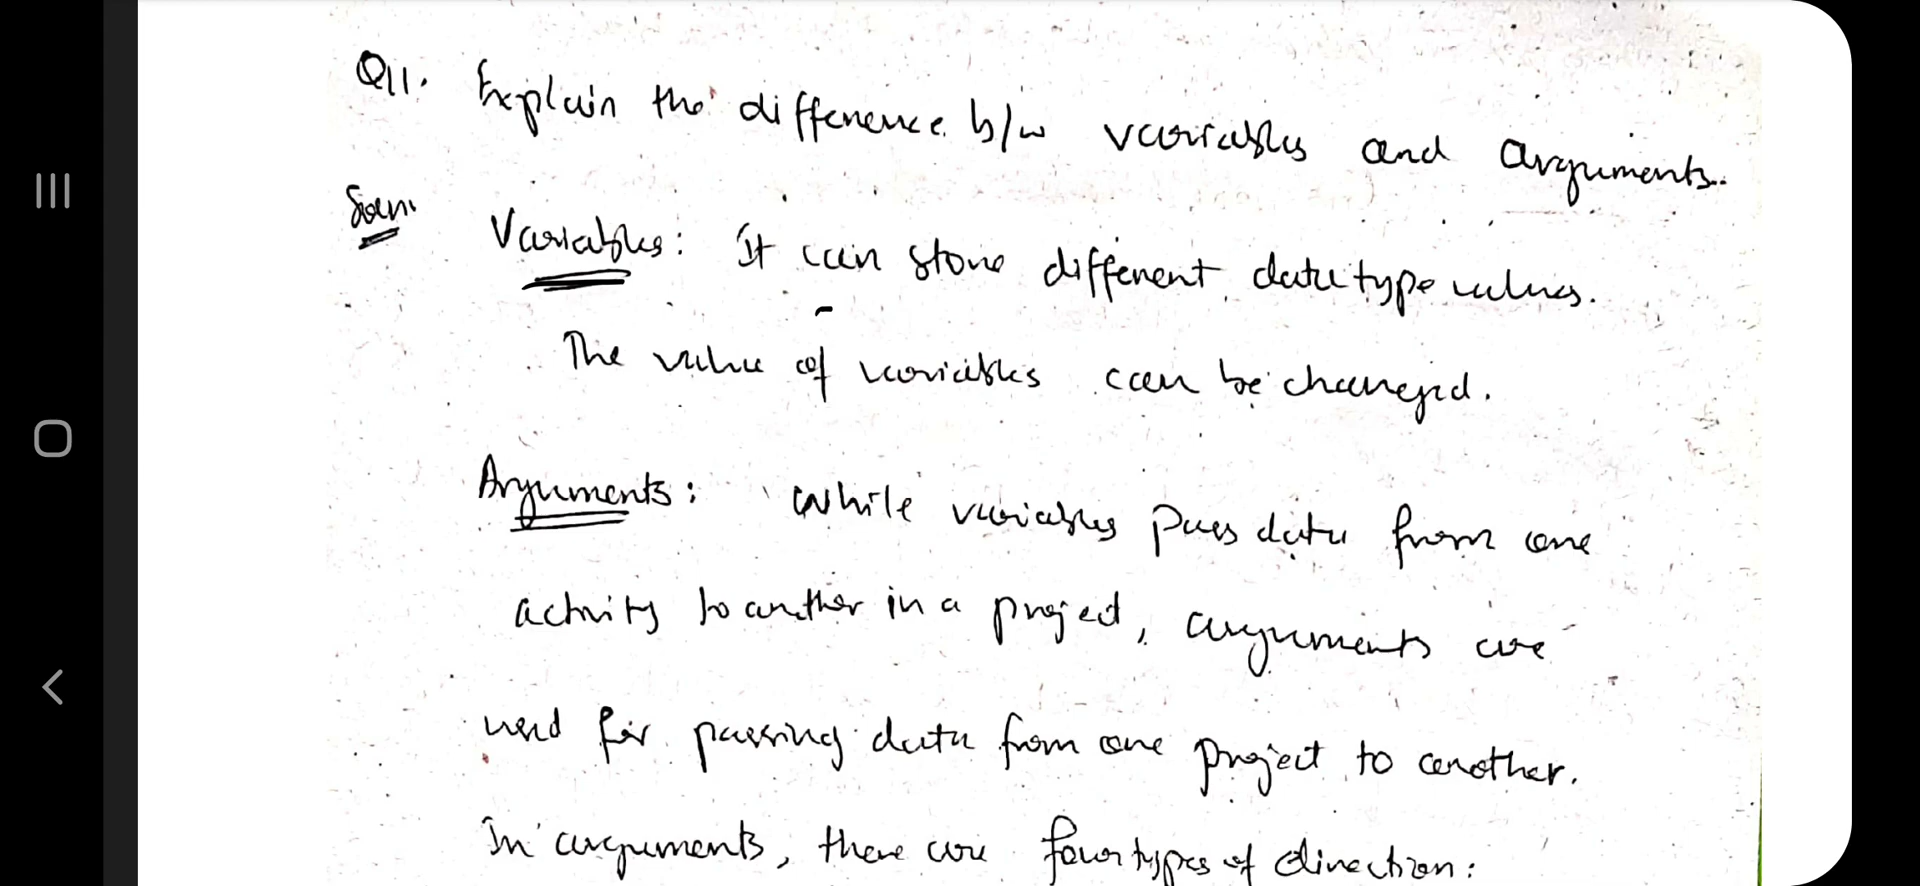 Q11. Explain the difference b/w variables and arguments.
Soln.
Variables: It can store different data type values.
The value of variables can be changed.
Arguments: While variables pass data from one
activity to another in a project, arguments are
used for passing data from one project to another.
In arguments, there are four types of direction: